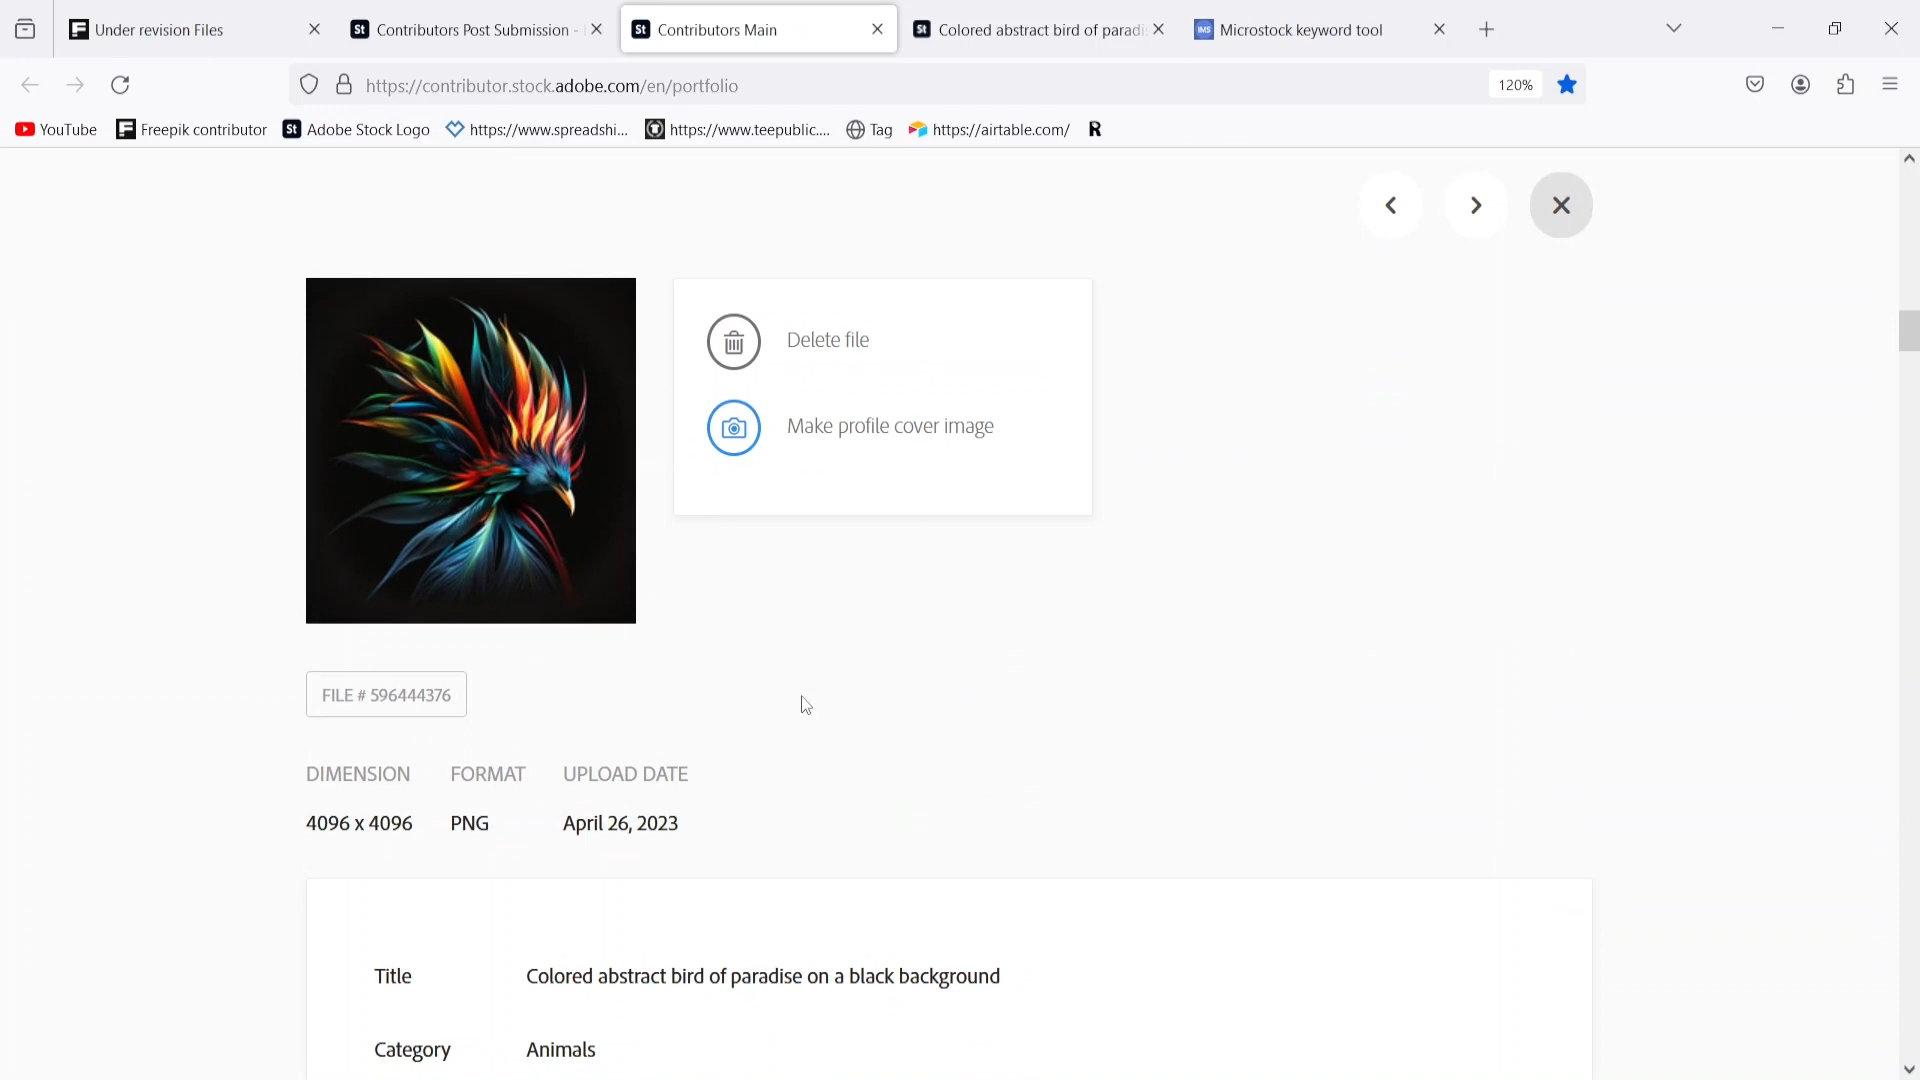 Under revision Files
Contributors Post Submission -
Contributors Main
Colored abstract bird of paradi
Microstock keyword tool
https://contributor.stock.adobe.com/en/portfolio
120%
YouTube
Freepik contributor
St Adobe Stock Logo
https://www.spreadshi...
https://www.teepublic....
Tag
https://airtable.com/
R
Delete file
Make profile cover image
FILE # 596444376
DIMENSION FORMAT UPLOAD DATE
4096 x 4096 PNG April 26, 2023
Title Colored abstract bird of paradise on a black background
Category Animals